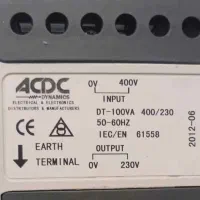 0V 400V
ACDC
DYNAMICS
ELECTRICAL & ELECTRONICS
DISTRIBUTORS & MANUFACTURERS
INPUT
DT-100VA 400/230
50-60HZ
IEC/EN 61558
EARTH
TERMINAL
OUTPUT
0V 230V
2012-06